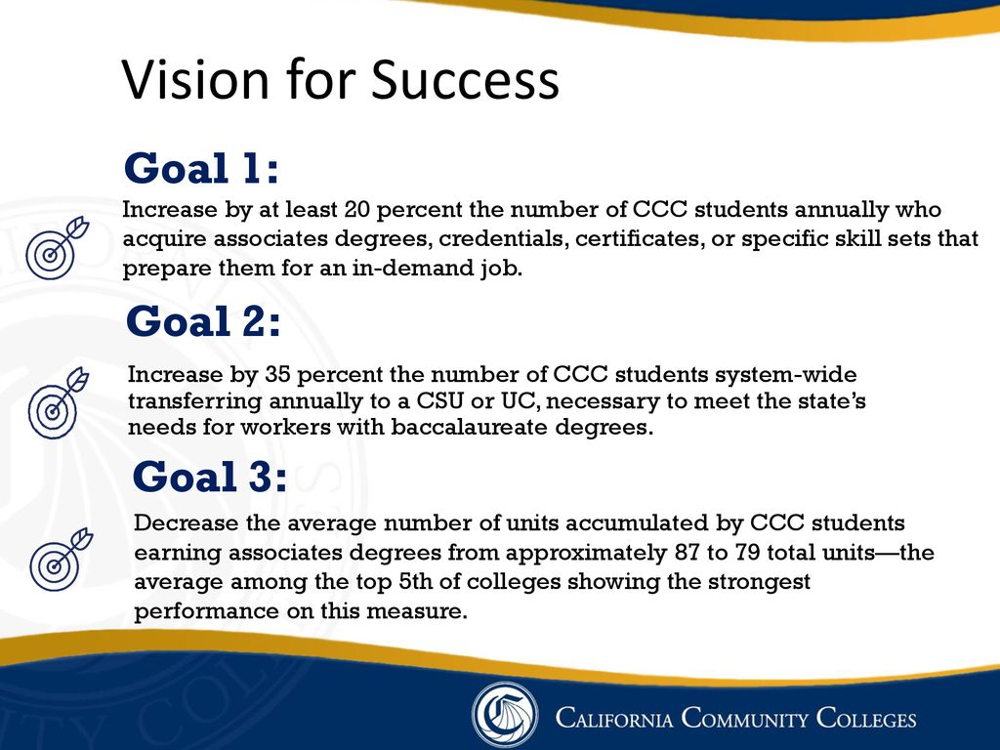 Vision for Success
Goal 1:
Increase by at least 20 percent the number of CCC students annually who
acquire associates degrees, credentials, certificates, or specific skill sets that
prepare them for an in-demand job.
Goal 2:
Increase by 35 percent the number of CCC students system-wide
transferring annually to a CSU or UC, necessary to meet the state’s
needs for workers with baccalaureate degrees.
Goal 3:
Decrease the average number of units accumulated by CCC students
earning associates degrees from approximately 87 to 79 total units—the
average among the top 5th of colleges showing the strongest
performance on this measure.
CALIFORNIA COMMUNITY COLLEGES